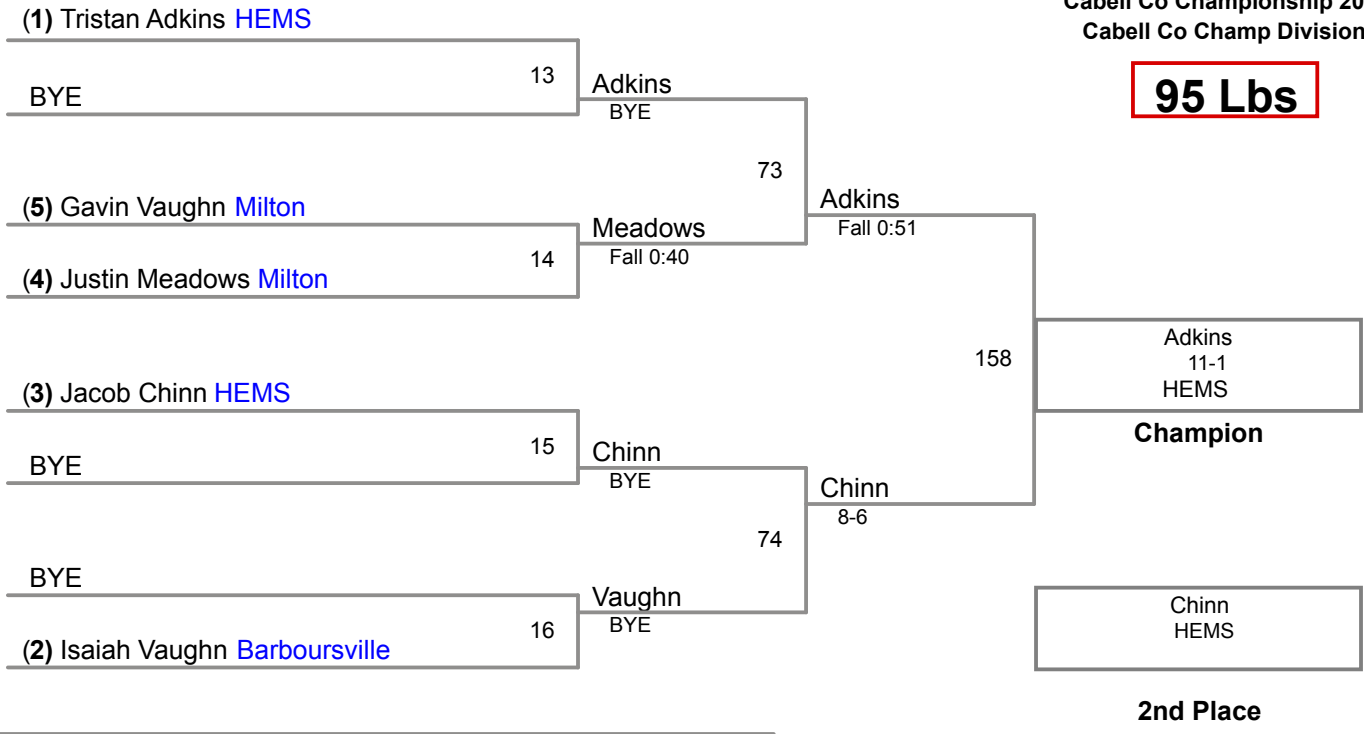 Cabell Co Championship 20
Cabell Co Champ Division
95 Lbs
(1) Tristan Adkins HEMS
13
BYE
Adkins
BYE
73
(5) Gavin Vaughn Milton
14
(4) Justin Meadows Milton
Meadows
Fall 0:40
Adkins
Fall 0:51
158
(3) Jacob Chinn HEMS
15
BYE
Chinn
BYE
74
BYE
16
(2) Isaiah Vaughn Barboursville
Vaughn
BYE
Chinn
8-6
Adkins
11-1
HEMS
Champion
Chinn
HEMS
2nd Place